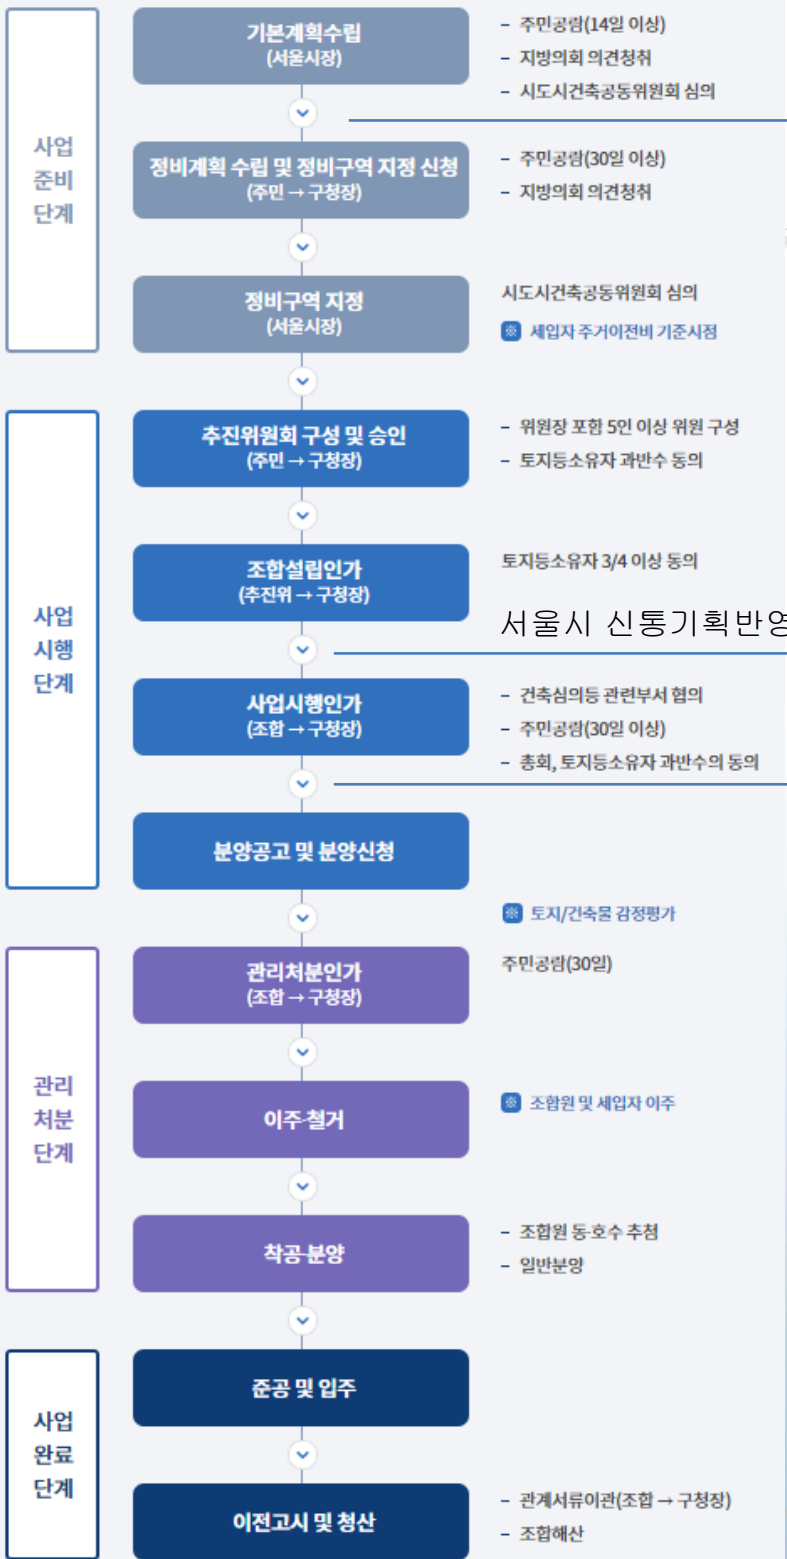 사업
준비
단계
기본계획수립
(서울시장)
– 주민공람(14일 이상)
– 지방의회 의견청취
– 시도시건축공동위원회 심의
정비계획 수립 및 정비구역 지정 신청
(주민 → 구청장)
– 주민공람(30일 이상)
– 지방의회 의견청취
정비구역 지정
(서울시장)
시도시건축공동위원회 심의
※ 세입자 주거이전비 기준시점
사업
시행
단계
추진위원회 구성 및 승인
(주민 → 구청장)
– 위원장 포함 5인 이상 위원 구성
– 토지등소유자 과반수 동의
조합설립인가
(추진위 → 구청장)
토지등소유자 3/4 이상 동의
서울시 신통기획반영
사업시행인가
(조합 → 구청장)
– 건축심의등 관련부서 협의
– 주민공람(30일 이상)
– 총회, 토지등소유자 과반수의 동의
분양공고 및 분양신청
※ 토지/건축물 감정평가
관리
처분
단계
관리처분인가
(조합 → 구청장)
주민공람(30일)
이주·철거
※ 조합원 및 세입자 이주
착공·분양
– 조합원 동·호수 추첨
– 일반분양
사업
완료
단계
준공 및 입주
이전고시 및 청산
– 관계서류이관(조합 → 구청장)
– 조합해산